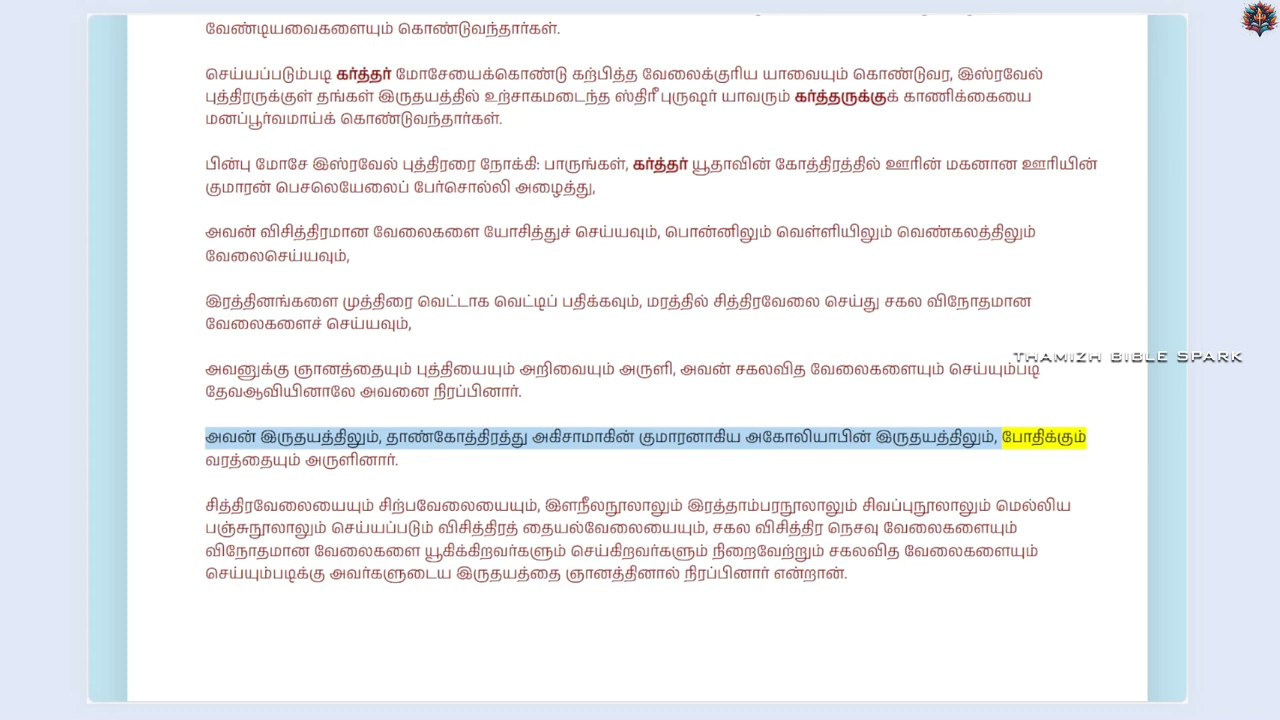 வேண்டியவைகளையும் கொண்டுவந்தார்கள்.
செய்யப்படும்படி கர்த்தர் மோசேயைக்கொண்டு கற்பித்த வேலைக்குரிய யாவையும் கொண்டுவர, இஸ்ரவேல்
புத்திரருக்குள் தங்கள் இருதயத்தில் உற்சாகமடைந்த ஸ்திரீ புருஷர் யாவரும் கர்த்தருக்குக் காணிக்கையை
மனப்பூர்வமாய்க் கொண்டுவந்தார்கள்.
பின்பு மோசே இஸ்ரவேல் புத்திரரை நோக்கி: பாருங்கள், கர்த்தர் யூதாவின் கோத்திரத்தில் ஊரின் மகனான ஊரியின்
குமாரன் பெசலெயேலைப் பேர்சொல்லி அழைத்து,
அவன் விசித்திரமான வேலைகளை யோசித்துச் செய்யவும், பொன்னிலும் வெள்ளியிலும் வெண்கலத்திலும்
வேலைசெய்யவும்,
இரத்தினங்களை முத்திரை வெட்டாக வெட்டிப் பதிக்கவும், மரத்தில் சித்திரவேலை செய்து சகல விநோதமான
வேலைகளைச் செய்யவும்,
THAMIZH BIBLE SPARK
அவனுக்கு ஞானத்தையும் புத்தியையும் அறிவையும் அருளி, அவன் சகலவித வேலைகளையும் செய்யும்படி
தேவஆவியினாலே அவனை நிரப்பினார்.
அவன் இருதயத்திலும், தாண்கோத்திரத்து அகிசாமாகின் குமாரனாகிய அகோலியாபின் இருதயத்திலும், போதிக்கும்
வரத்தையும் அருளினார்.
சித்திரவேலையையும் சிற்பவேலையையும், இளநீலநூலாலும் இரத்தாம்பரநூலாலும் சிவப்புநூலாலும் மெல்லிய
பஞ்சுநூலாலும் செய்யப்படும் விசித்திரத் தையல்வேலையையும், சகல விசித்திர நெசவு வேலைகளையும்
விநோதமான வேலைகளை யூகிக்கிறவர்களும் செய்கிறவர்களும் நிறைவேற்றும் சகலவித வேலைகளையும்
செய்யும்படிக்கு அவர்களுடைய இருதயத்தை ஞானத்தினால் நிரப்பினார் என்றான்.